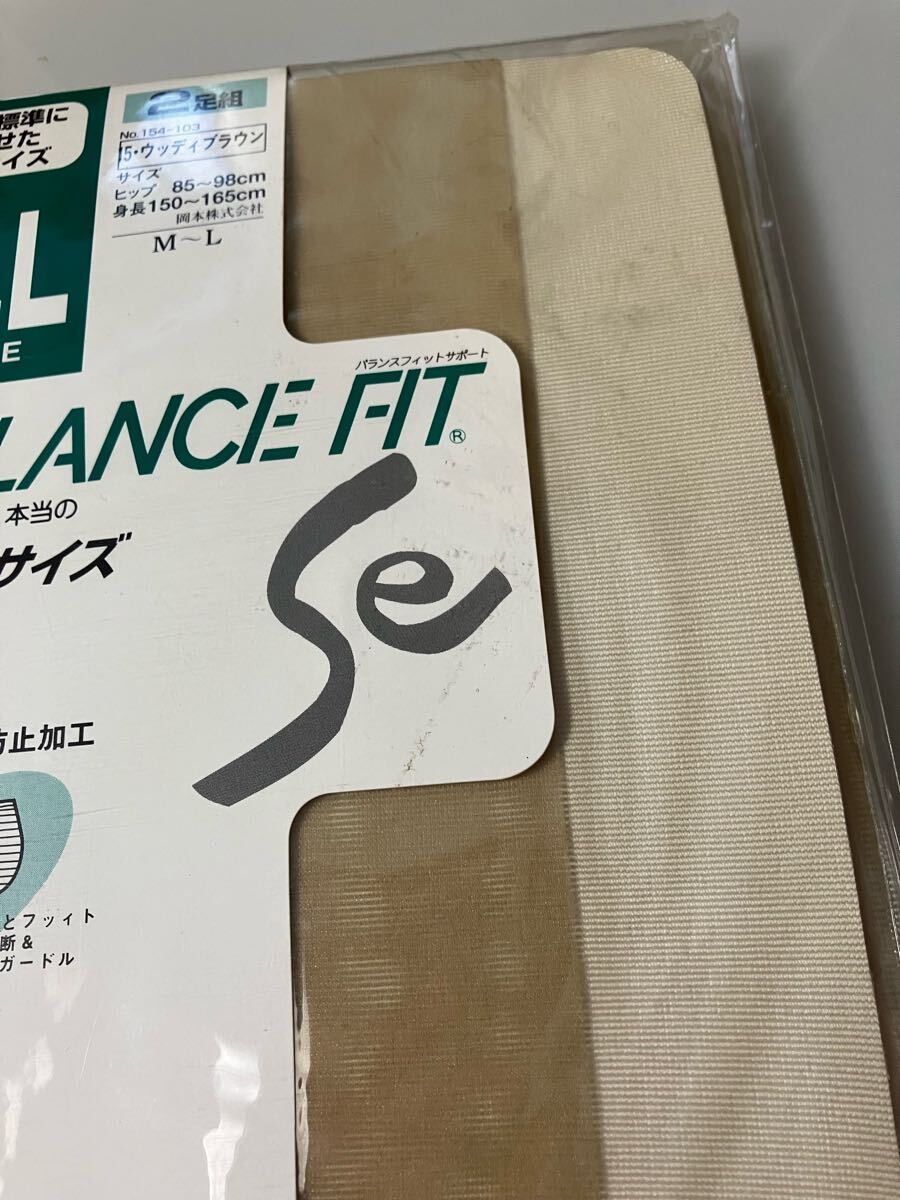 標準に
せた
イズ
2足組
No.154-103
5・ウッディブラウン
サイズ
ヒップ 85〜98cm
身長150〜165cm
岡本株式会社
M〜L
LL
E
バランスフィットサポート
LANCE FIT®
本当の
サイズ
Se
防止加工
とフィット
断&
ガードル